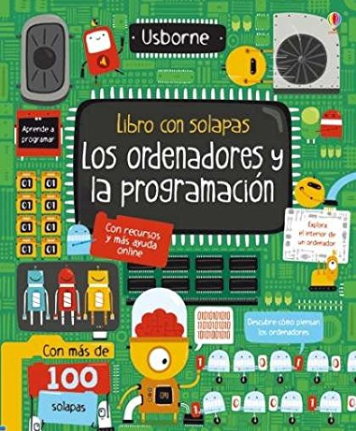 Usborne
Libro con solapas
Los ordenadores y
la programación
Aprende a
programar
Con recursos
y más ayuda
online
Explora
el interior de
un ordenador
Descubre cómo piensan
los ordenadores
Con más de
100
solapas